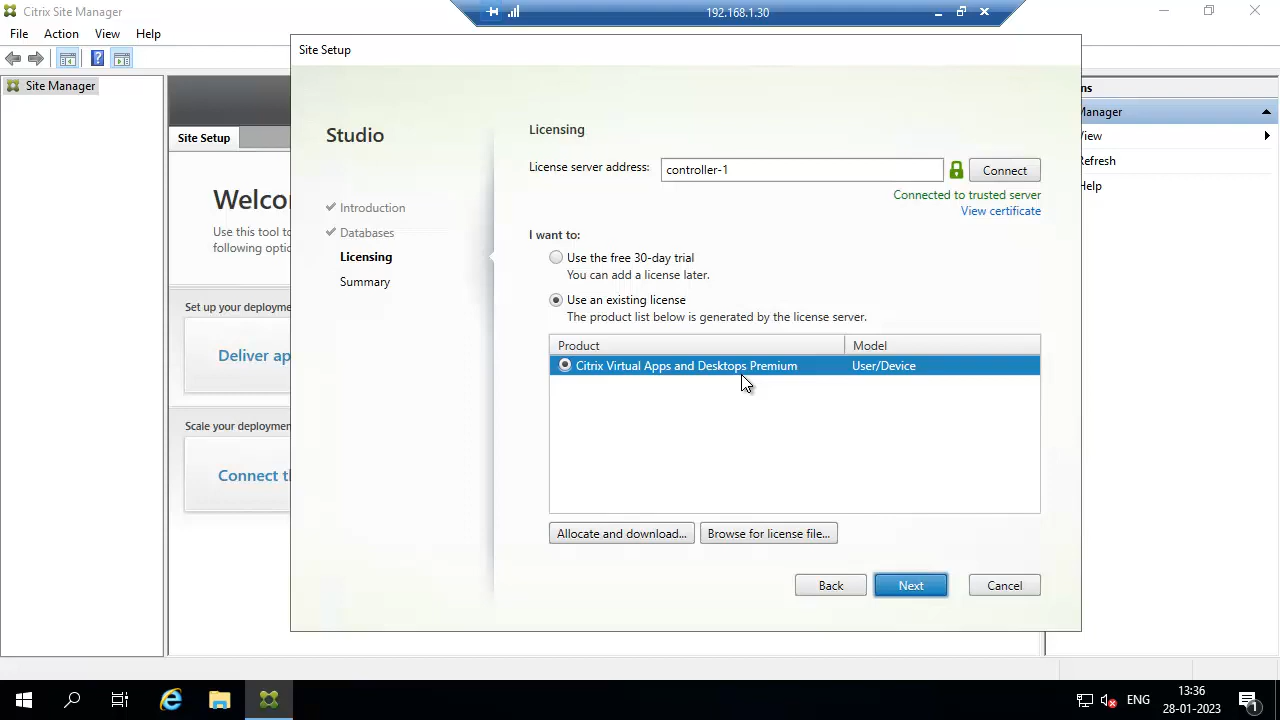 Citrix Site Manager
192.168.1.30
File Action View Help
Site Setup
Site Manager
ns
Manager
View
Refresh
Help
Site Setup
Welco
Use this tool to
following optio
Set up your deployme
Deliver ap
Scale your deploymen
Connect th
Studio
Introduction
Databases
Licensing
Summary
Licensing
License server address: controller-1 Connect
Connected to trusted server
View certificate
I want to:
Use the free 30-day trial
You can add a license later.
Use an existing license
The product list below is generated by the license server.
Product Model
Citrix Virtual Apps and Desktops Premium User/Device
Allocate and download... Browse for license file...
Back Next Cancel
ENG
13:36
28-01-2023
1